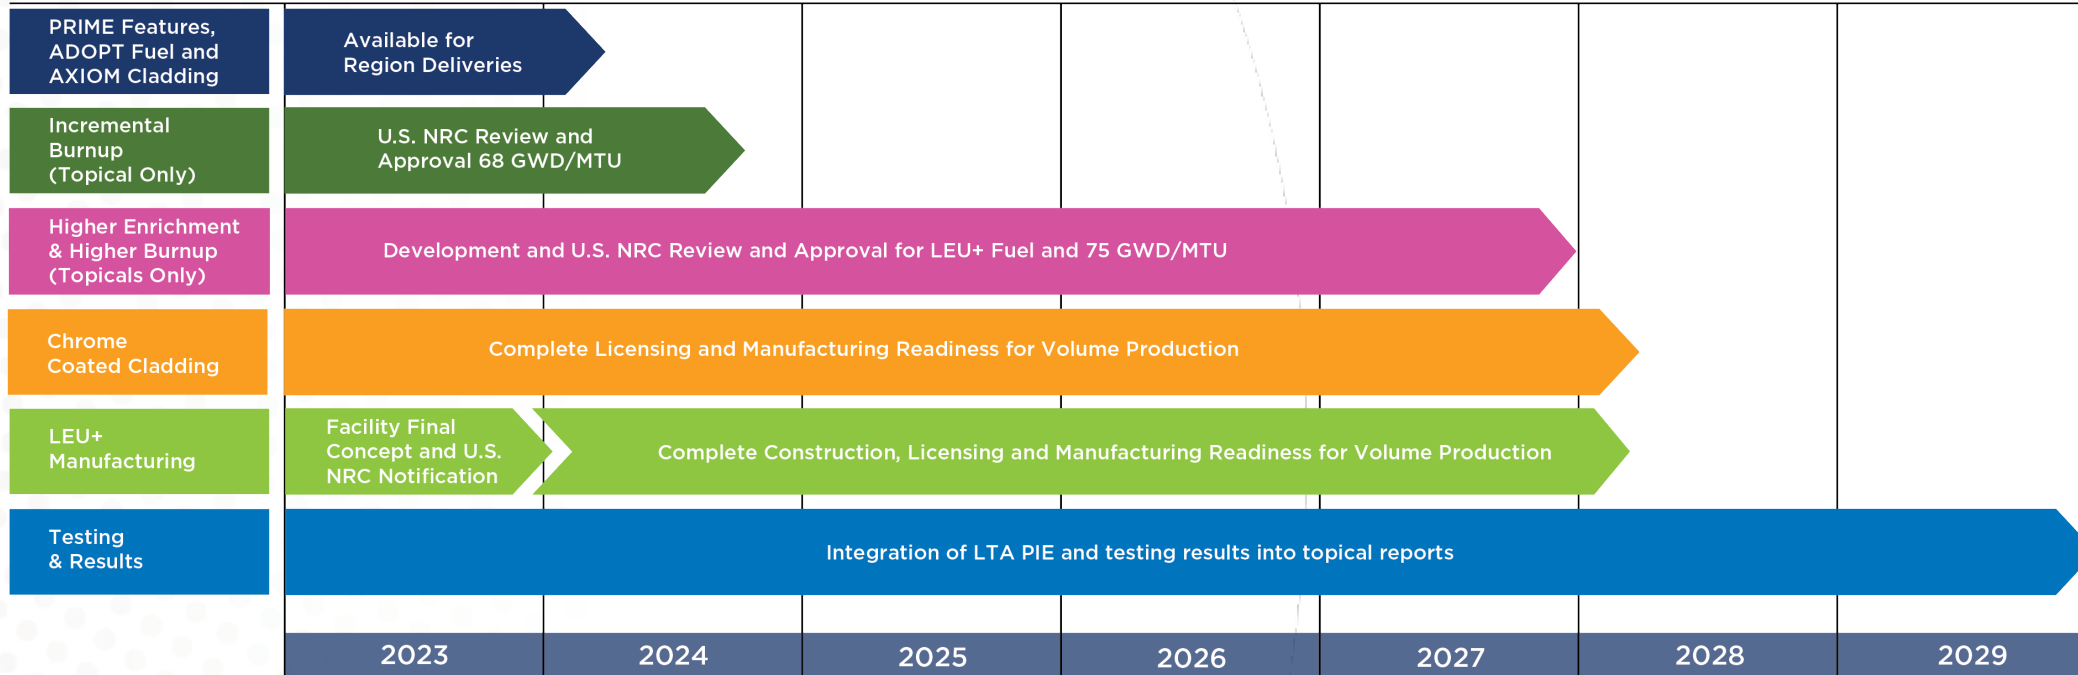 PRIME Features,
ADOPT Fuel and
AXIOM Cladding
Available for
Region Deliveries
Incremental
Burnup
(Topical Only)
U.S. NRC Review and
Approval 68 GWD/MTU
Higher Enrichment
& Higher Burnup
(Topicals Only)
Development and U.S. NRC Review and Approval for LEU+ Fuel and 75 GWD/MTU
Chrome
Coated Cladding
Complete Licensing and Manufacturing Readiness for Volume Production
LEU+
Manufacturing
Facility Final
Concept and U.S.
NRC Notification
Complete Construction, Licensing and Manufacturing Readiness for Volume Production
Testing
& Results
Integration of LTA PIE and testing results into topical reports
2023 2024 2025 2026 2027 2028 2029